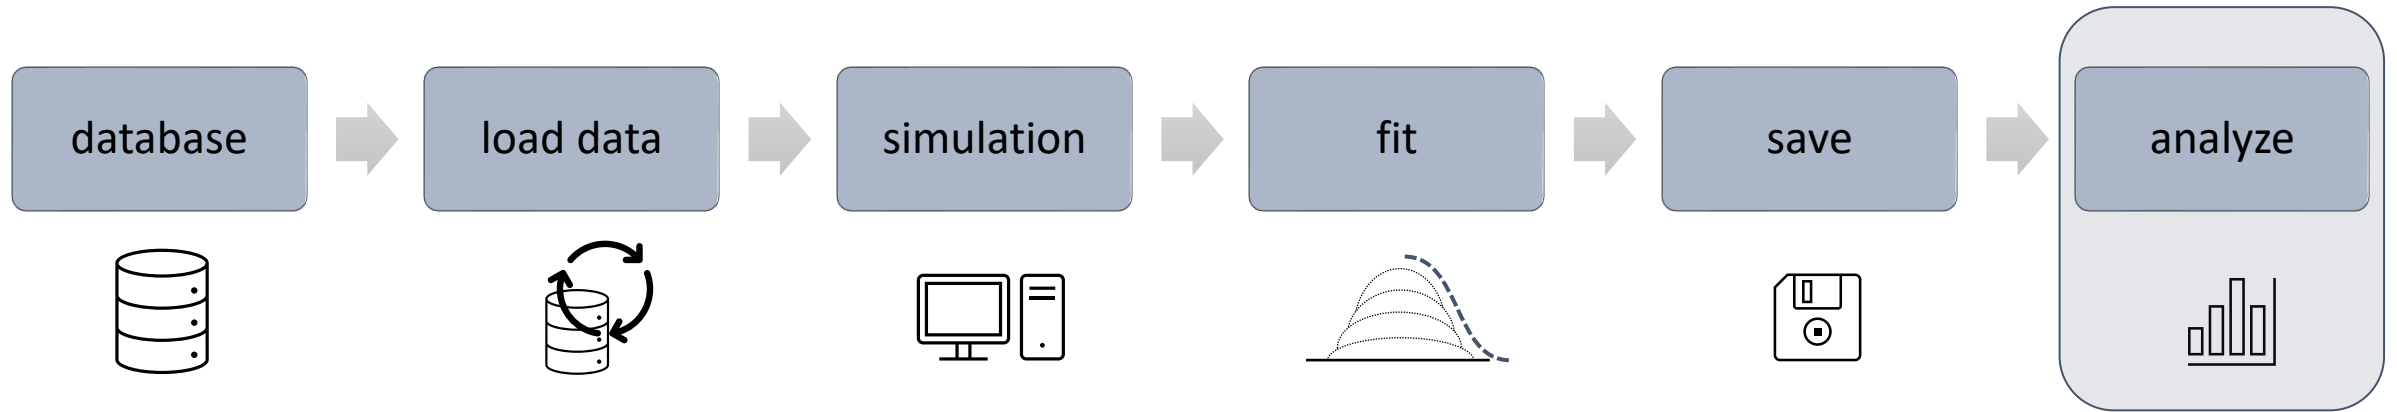 database
load data
simulation
fit
save
analyze